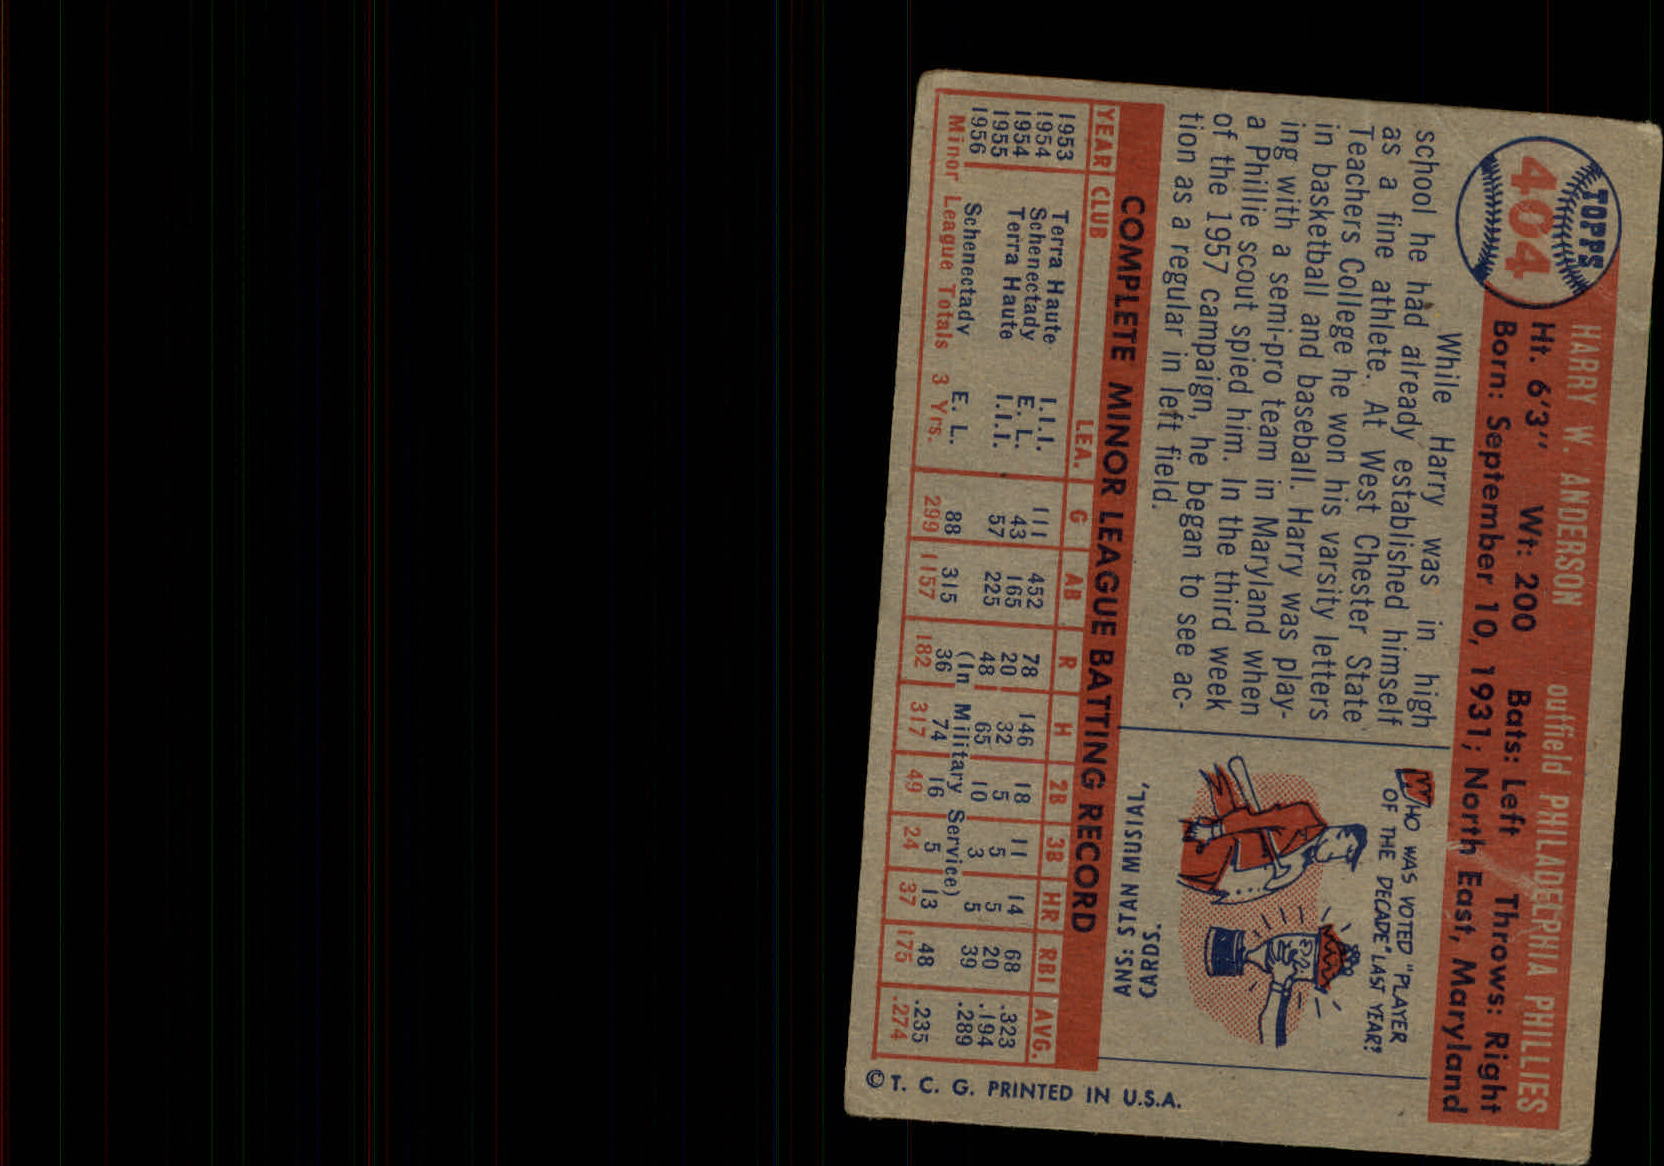 TOPPS
404
HARRY W. ANDERSON outfield PHILADELPHIA PHILLIES
Ht. 6'3" Wt: 200 Bats: Left Throws: Right
Born: September 10, 1931; North East, Maryland
While Harry was in high
school he had already established himself
as a fine athlete. At West Chester State
Teachers College he won his varsity letters
in basketball and baseball. Harry was play-
ing with a semi-pro team in Maryland when
a Phillie scout spied him. In the third week
of the 1957 campaign, he began to see ac-
tion as a regular in left field.
WHO WAS VOTED "PLAYER
OF THE DECADE" LAST YEAR?
ANS: STAN MUSIAL,
CARDS.
COMPLETE MINOR LEAGUE BATTING RECORD
YEAR CLUB LEA. G AB R H 2B 3B HR RBI AVG.
1953 Terra Haute I.I.I. 111 452 78 146 18 11 14 68 .323
1954 Schenectady E. L. 43 165 20 32 5 5 5 20 .194
1954 Terra Haute I.I.I. 57 225 48 65 10 3 5 39 .289
1955 (In Military Service)
1956 Schenectady E. L. 88 315 36 74 16 5 13 48 .235
Minor League Totals 3 Yrs. 299 1157 182 317 49 24 37 175 .274
© T. C. G. PRINTED IN U.S.A.